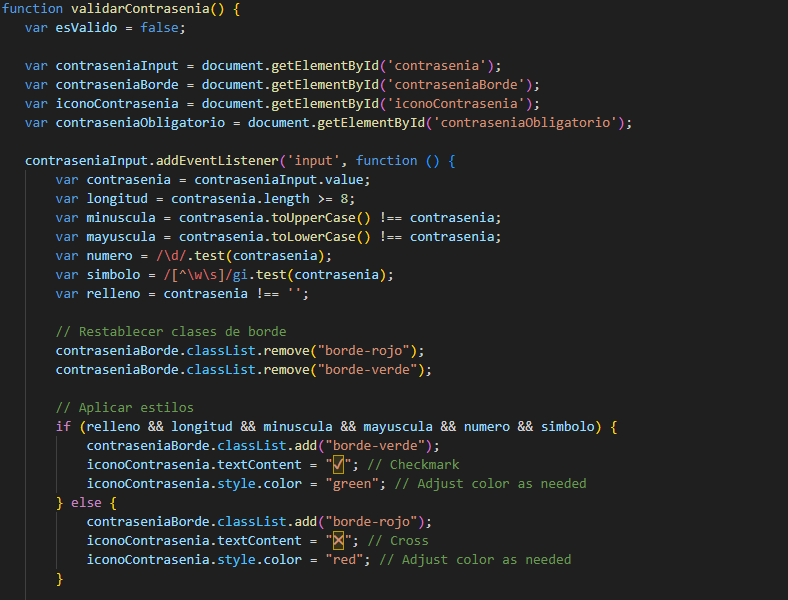 function validarContrasenia() {
var esValido = false;
var contraseniaInput = document.getElementById('contrasenia');
var contraseniaBorde = document.getElementById('contraseniaBorde');
var iconoContrasenia = document.getElementById('iconoContrasenia');
var contraseniaObligatorio = document.getElementById('contraseniaObligatorio');
contraseniaInput.addEventListener('input', function () {
var contrasenia = contraseniaInput.value;
var longitud = contrasenia.length >= 8;
var minuscula = contrasenia.toUpperCase() !== contrasenia;
var mayuscula = contrasenia.toLowerCase() !== contrasenia;
var numero = /\d/.test(contrasenia);
var simbolo = /[^\w\s]/gi.test(contrasenia);
var relleno = contrasenia !== '';
// Restablecer clases de borde
contraseniaBorde.classList.remove("borde-rojo");
contraseniaBorde.classList.remove("borde-verde");
// Aplicar estilos
if (relleno && longitud && minuscula && mayuscula && numero && simbolo) {
contraseniaBorde.classList.add("borde-verde");
iconoContrasenia.textContent = "✓"; // Checkmark
iconoContrasenia.style.color = "green"; // Adjust color as needed
} else {
contraseniaBorde.classList.add("borde-rojo");
iconoContrasenia.textContent = "✕"; // Cross
iconoContrasenia.style.color = "red"; // Adjust color as needed
}